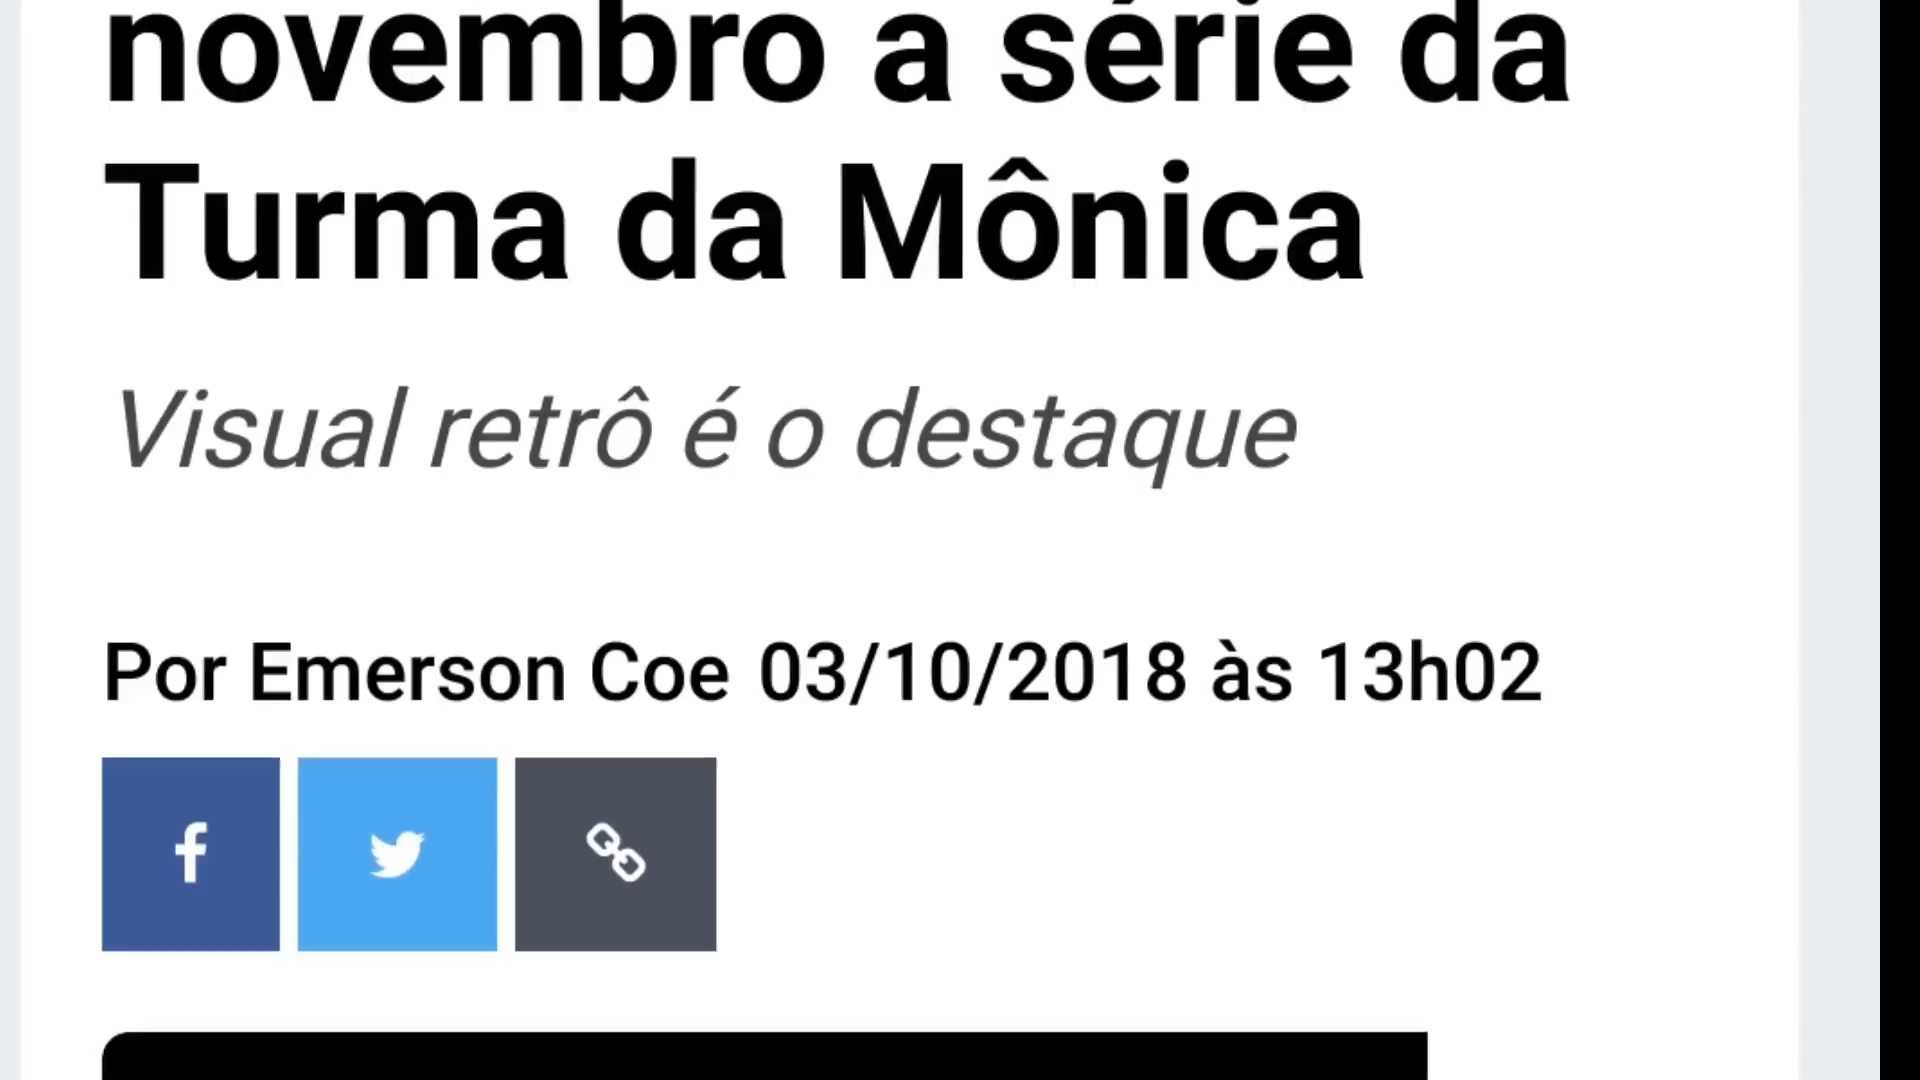 novembro a série da
Turma da Mônica
Visual retrô é o destaque
Por Emerson Coe 03/10/2018 às 13h02